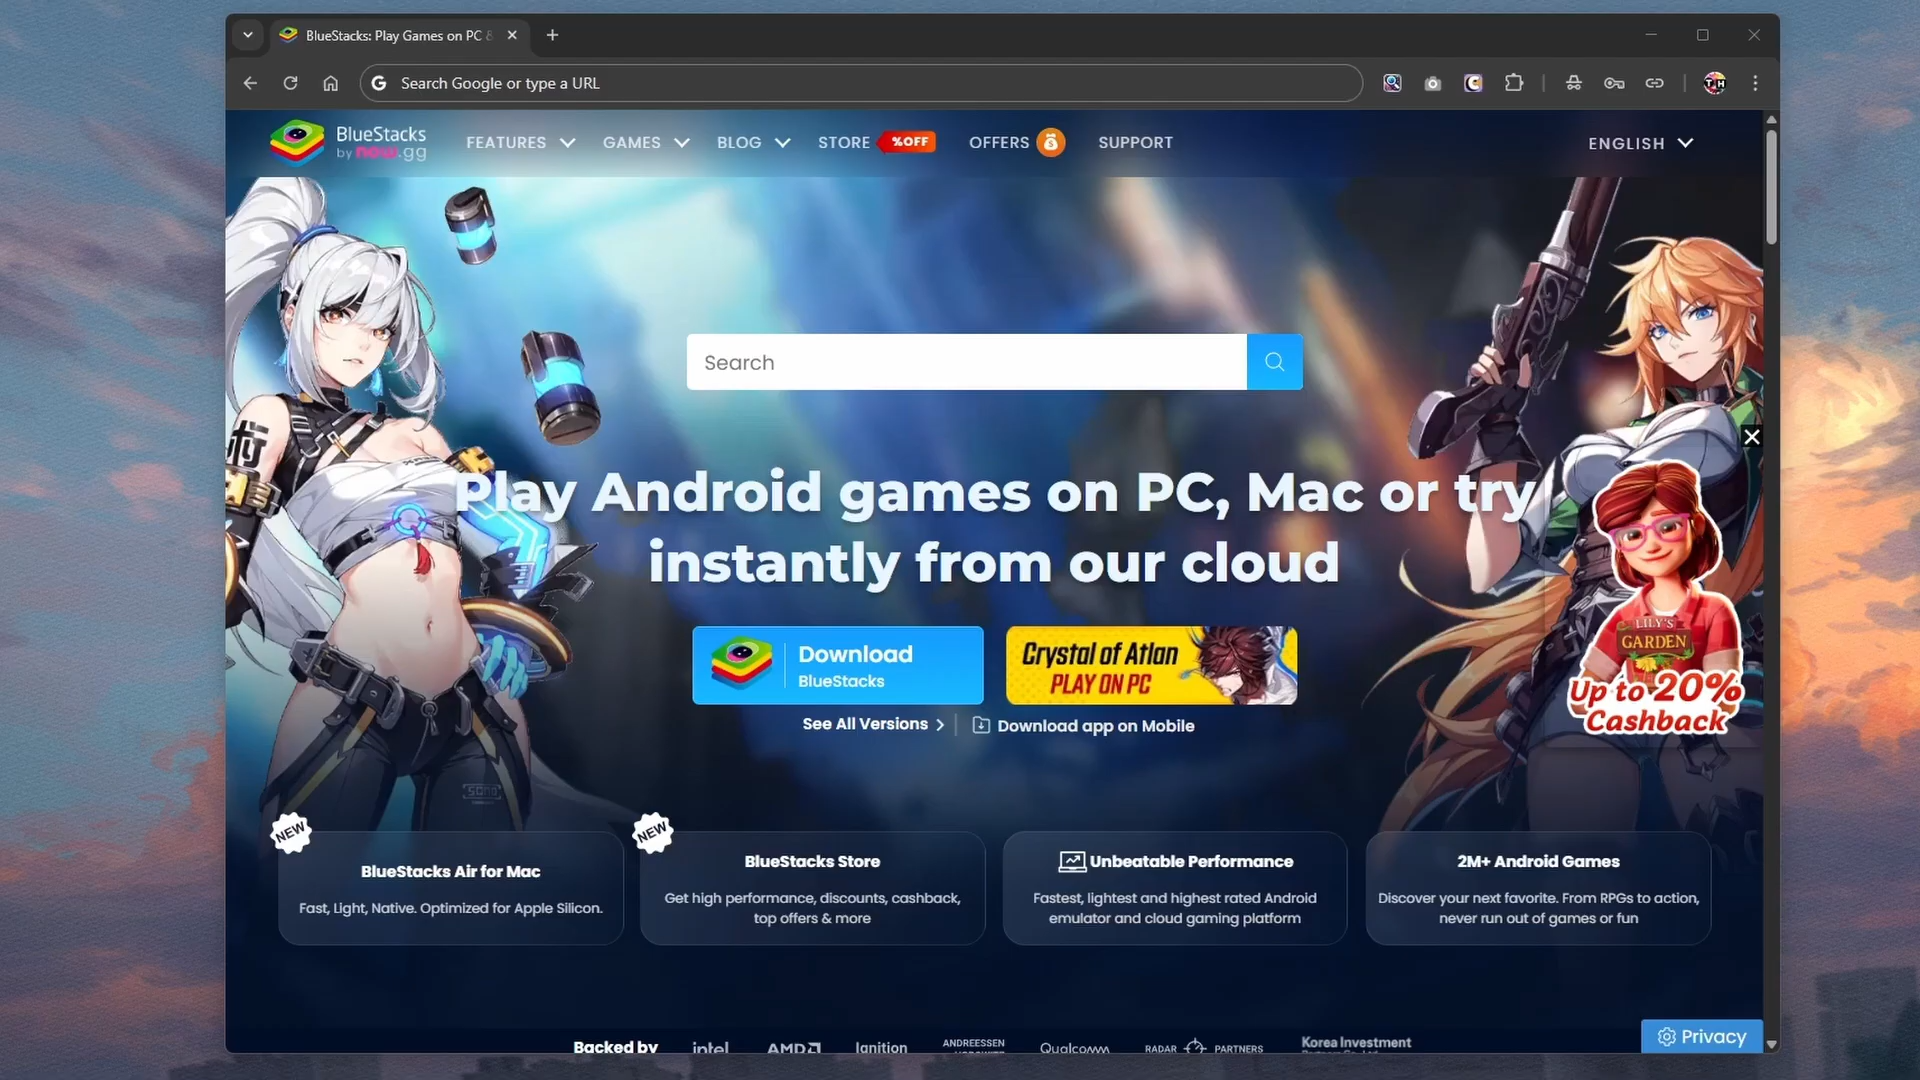 BlueStacks: Play Games on PC &
Search Google or type a URL
BlueStacks
by now.gg
FEATURES
GAMES
BLOG
STORE
%OFF
OFFERS
SUPPORT
ENGLISH
Search
Play Android games on PC, Mac or try
instantly from our cloud
LILY'S
GARDEN
Up to 20%
Cashback
Download
BlueStacks
Crystal of Atlan
PLAY ON PC
See All Versions
Download app on Mobile
NEW
BlueStacks Air for Mac
Fast, Light, Native. Optimized for Apple Silicon.
NEW
BlueStacks Store
Get high performance, discounts, cashback,
top offers & more
Unbeatable Performance
Fastest, lightest and highest rated Android
emulator and cloud gaming platform
2M+ Android Games
Discover your next favorite. From RPGs to action,
never run out of games or fun
Backed by
intel
AMD
Ignition
ANDREESSEN
Qualcomm
RADAR PARTNERS
Korea Investment
Privacy